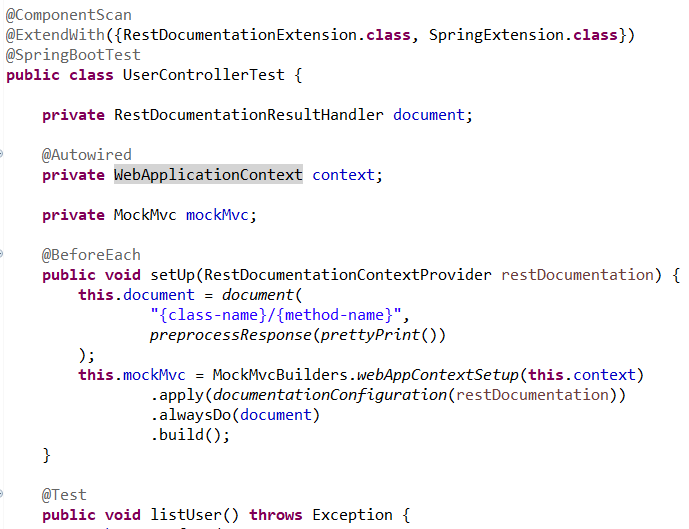 @ComponentScan
@ExtendWith({RestDocumentationExtension.class, SpringExtension.class})
@SpringBootTest
public class UserControllerTest {
private RestDocumentationResultHandler document;
@Autowired
private WebApplicationContext context;
private MockMvc mockMvc;
@BeforeEach
public void setUp(RestDocumentationContextProvider restDocumentation) {
this.document = document(
"{class-name}/{method-name}",
preprocessResponse(prettyPrint())
);
this.mockMvc = MockMvcBuilders.webAppContextSetup(this.context)
.apply(documentationConfiguration(restDocumentation))
.alwaysDo(document)
.build();
}
@Test
public void listUser() throws Exception {